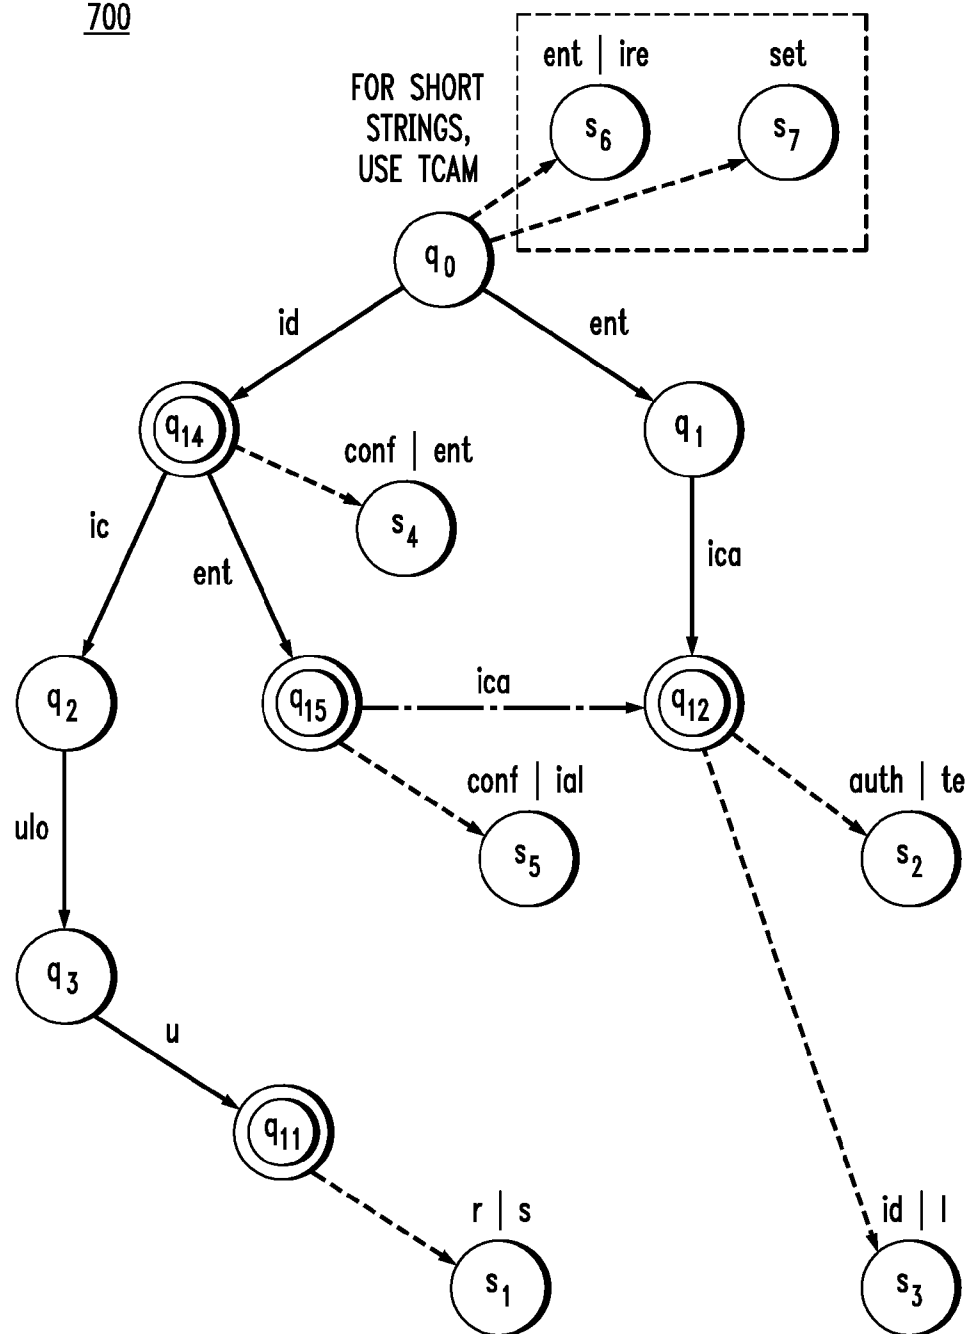 700
ent | ire
set
FOR SHORT
STRINGS,
USE TCAM
s6
s7
q0
id
ent
q14
q1
conf | ent
s4
ic
ent
ica
q2
q15
ica
q12
conf | ial
auth | te
ulo
s5
s2
q3
u
q11
r | s
id | l
s1
s3